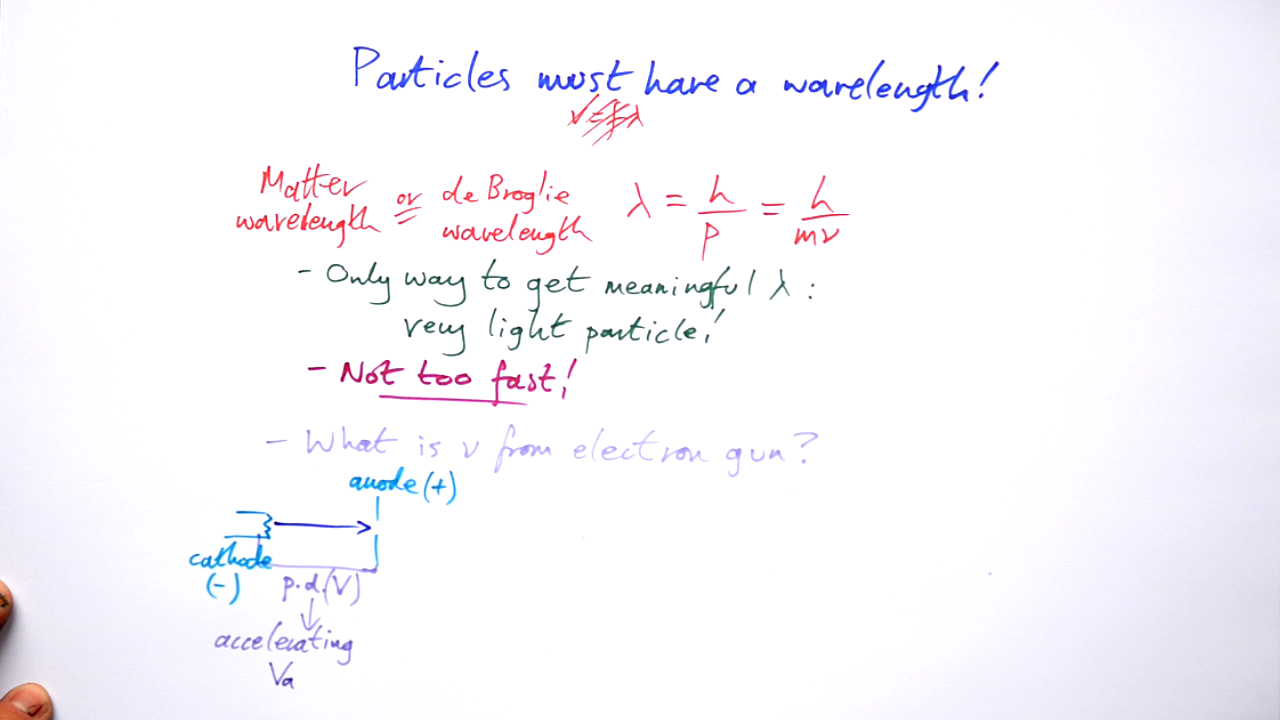 Particles must have a wavelength!
Matter wavelength or de Broglie wavelength λ = h/p = h/mv
- Only way to get meaningful λ :
very light particle!
- Not too fast!
- What is v from electron gun?
anode (+)
cathode
(-)
p.d.(V)
accelerating
Va